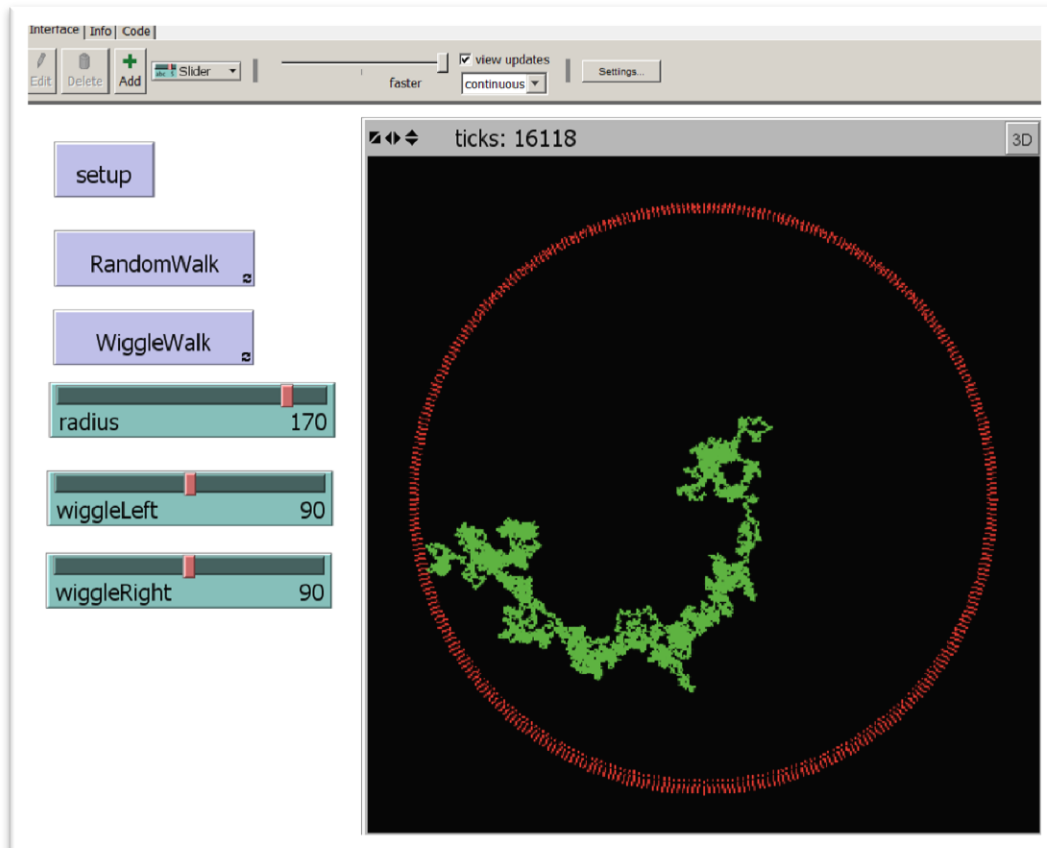 Interface Info Code
Edit Delete Add abc Slider faster view updates continuous Settings...
ticks: 16118 3D
setup
RandomWalk
WiggleWalk
radius 170
wiggleLeft 90
wiggleRight 90